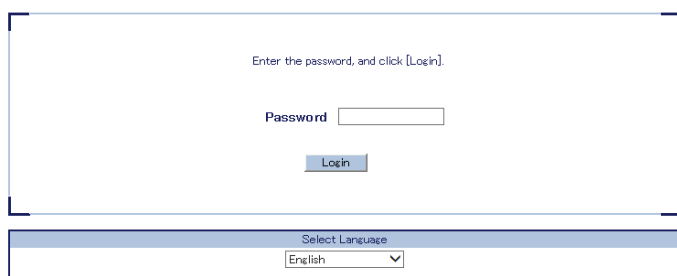 Enter the password, and click [Login].
Password
Login
Select Language
English